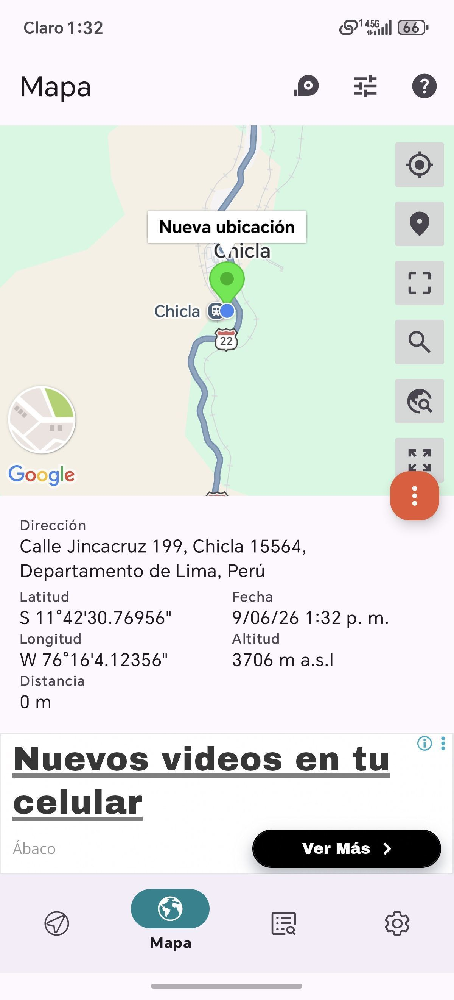 Claro 1:32
1 4.5G
66
Mapa
Nueva ubicación
Chicla
Chicla
22
Google
Dirección
Calle Jincacruz 199, Chicla 15564,
Departamento de Lima, Perú
Latitud
Fecha
S 11°42'30.76956"
9/06/26 1:32 p. m.
Longitud
Altitud
W 76°16'4.12356"
3706 m a.s.l
Distancia
0 m
Nuevos videos en tu
celular
Ábaco
Ver Más
Mapa